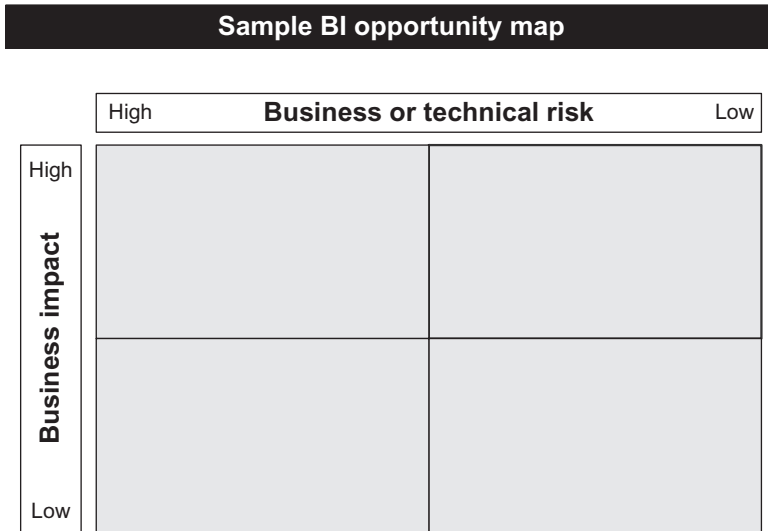 Sample BI opportunity map
High Business or technical risk Low
High
Business impact
Low